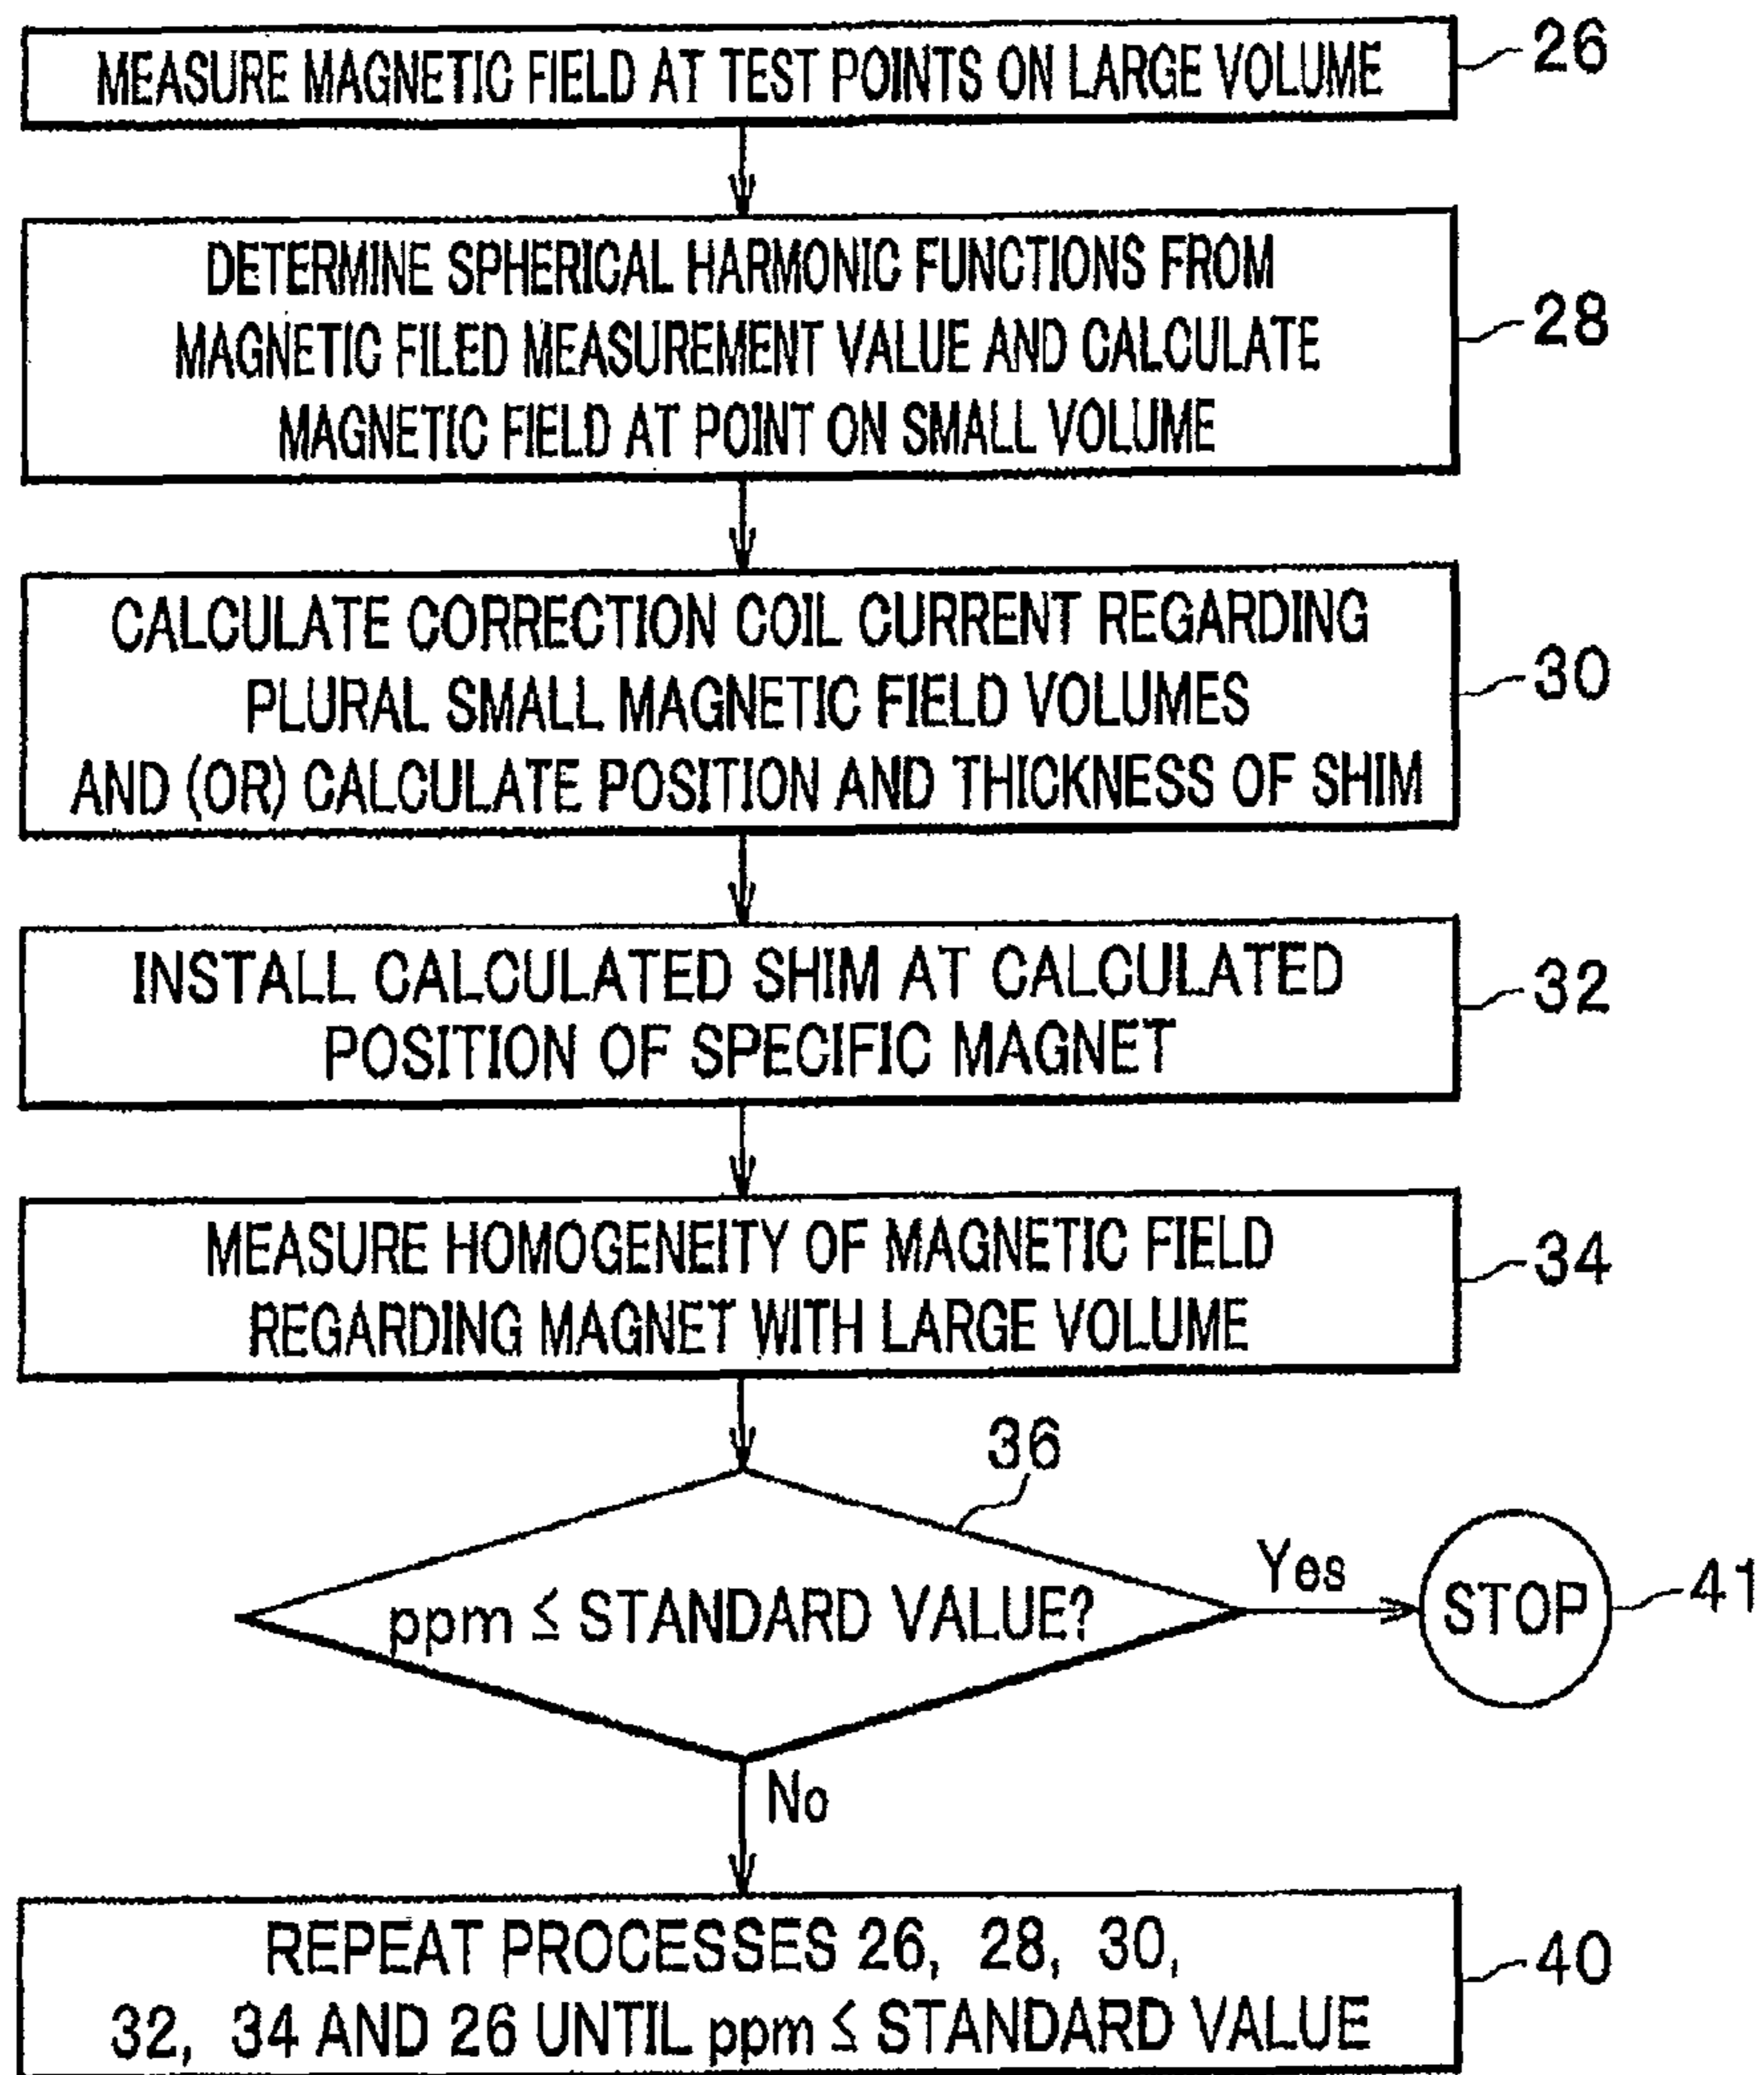 MEASURE MAGNETIC FIELD AT TEST POINTS ON LARGE VOLUME
26
DETERMINE SPHERICAL HARMONIC FUNCTIONS FROM
MAGNETIC FILED MEASUREMENT VALUE AND CALCULATE
MAGNETIC FIELD AT POINT ON SMALL VOLUME
28
CALCULATE CORRECTION COIL CURRENT REGARDING
PLURAL SMALL MAGNETIC FIELD VOLUMES
AND (OR) CALCULATE POSITION AND THICKNESS OF SHIM
30
INSTALL CALCULATED SHIM AT CALCULATED
POSITION OF SPECIFIC MAGNET
32
MEASURE HOMOGENEITY OF MAGNETIC FIELD
REGARDING MAGNET WITH LARGE VOLUME
34
36
ppm ≦ STANDARD VALUE?
Yes
STOP
41
No
REPEAT PROCESSES 26, 28, 30,
32, 34 AND 26 UNTIL ppm ≦ STANDARD VALUE
40